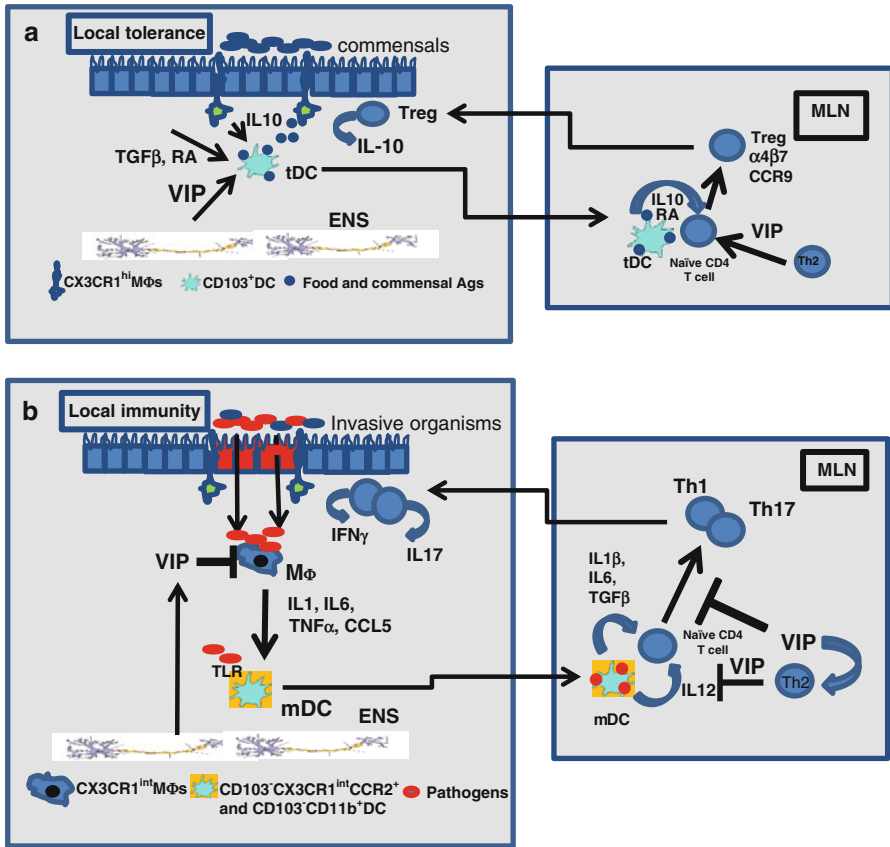 a
Local tolerance
commensals
IL10
Treg
IL-10
TGFβ, RA
tDC
VIP
ENS
CX3CR1hiMΦs
CD103+DC
Food and commensal Ags
MLN
Treg
α4β7
CCR9
IL10
RA
VIP
tDC
Naïve CD4
T cell
Th2
b
Local immunity
Invasive organisms
IFNγ
IL17
VIP
MΦ
IL1, IL6,
TNFα, CCL5
TLR
mDC
ENS
CX3CR1intMΦs
CD103-CX3CR1intCCR2+
and CD103-CD11b+DC
Pathogens
MLN
Th1
Th17
IL1β,
IL6,
TGFβ
Naïve CD4
T cell
VIP
VIP
Th2
IL12
mDC